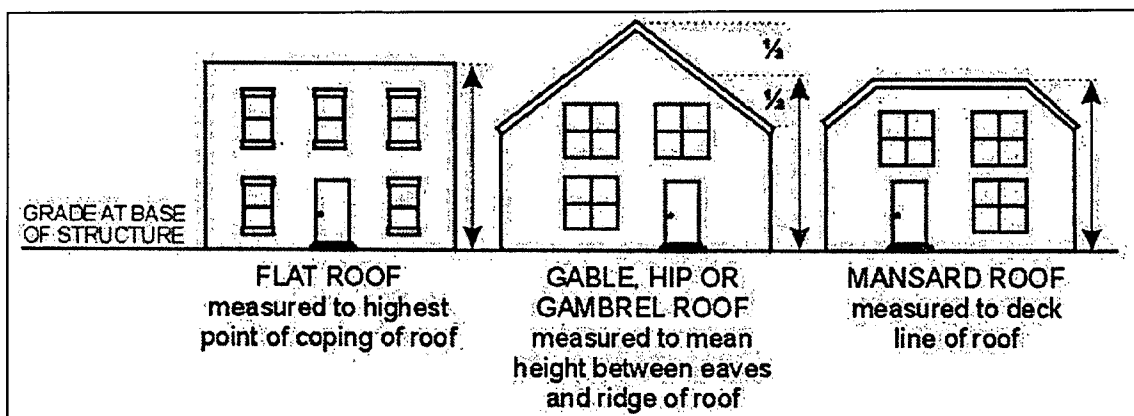 ½
½
GRADE AT BASE
OF STRUCTURE
FLAT ROOF
measured to highest
point of coping of roof
GABLE, HIP OR
GAMBREL ROOF
measured to mean
height between eaves
and ridge of roof
MANSARD ROOF
measured to deck
line of roof